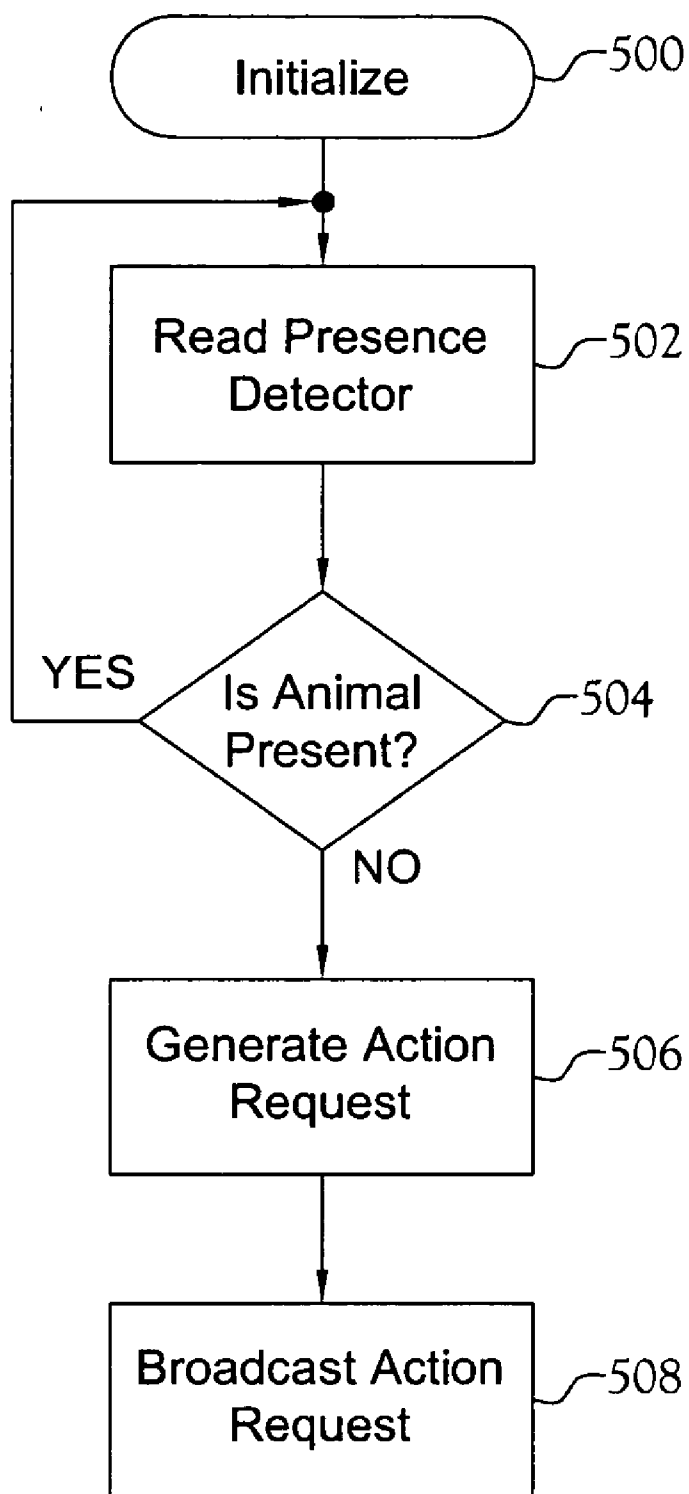 Initialize
500
Read Presence
Detector
502
YES
Is Animal
Present?
504
NO
Generate Action
Request
506
Broadcast Action
Request
508